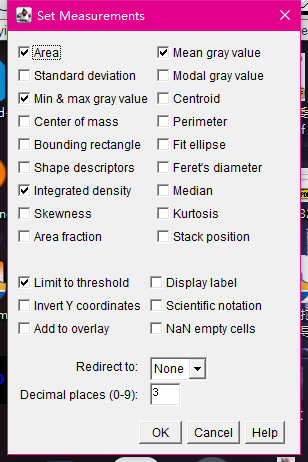 Set Measurements
Area Mean gray value
Standard deviation Modal gray value
Min & max gray value Centroid
Center of mass Perimeter
Bounding rectangle Fit ellipse
Shape descriptors Feret's diameter
Integrated density Median
Skewness Kurtosis
Area fraction Stack position
Limit to threshold Display label
Invert Y coordinates Scientific notation
Add to overlay NaN empty cells
Redirect to: None
Decimal places (0-9): 3
OK Cancel Help